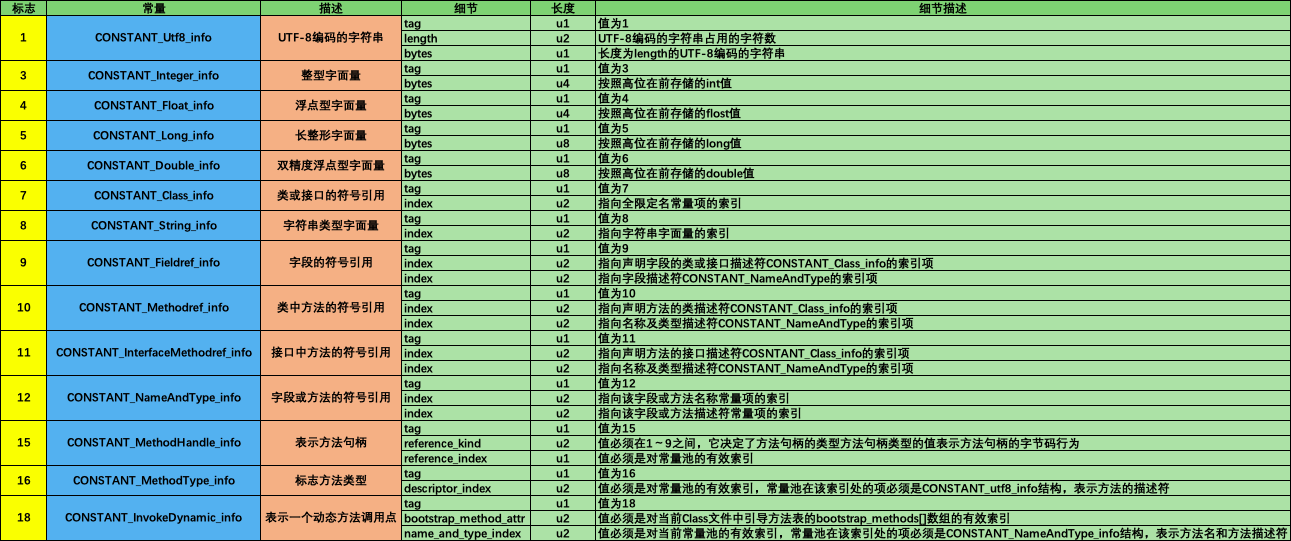 标志 常量 描述 细节 长度 细节描述
1 CONSTANT_Utf8_info UTF-8编码的字符串 tag u1 值为1
length u2 UTF-8编码的字符串占用的字符数
bytes u1 长度为length的UTF-8编码的字符串
3 CONSTANT_Integer_info 整型字面量 tag u1 值为3
bytes u4 按照高位在前存储的int值
4 CONSTANT_Float_info 浮点型字面量 tag u1 值为4
bytes u4 按照高位在前存储的flost值
5 CONSTANT_Long_info 长整形字面量 tag u1 值为5
bytes u8 按照高位在前存储的long值
6 CONSTANT_Double_info 双精度浮点型字面量 tag u1 值为6
bytes u8 按照高位在前存储的double值
7 CONSTANT_Class_info 类或接口的符号引用 tag u1 值为7
index u2 指向全限定名常量项的索引
8 CONSTANT_String_info 字符串类型字面量 tag u1 值为8
index u2 指向字符串字面量的索引
9 CONSTANT_Fieldref_info 字段的符号引用 tag u1 值为9
index u2 指向声明字段的类或接口描述符CONSTANT_Class_info的索引项
index u2 指向字段描述符CONSTANT_NameAndType的索引项
10 CONSTANT_Methodref_info 类中方法的符号引用 tag u1 值为10
index u2 指向声明方法的类描述符CONSTANT_Class_info的索引项
index u2 指向名称及类型描述符CONSTANT_NameAndType的索引项
11 CONSTANT_InterfaceMethodref_info 接口中方法的符号引用 tag u1 值为11
index u2 指向声明方法的接口描述符COSNTANT_Class_info的索引项
index u2 指向名称及类型描述符CONSTANT_NameAndType的索引项
12 CONSTANT_NameAndType_info 字段或方法的符号引用 tag u1 值为12
index u2 指向该字段或方法名称常量项的索引
index u2 指向该字段或方法描述符常量项的索引
15 CONSTANT_MethodHandle_info 表示方法句柄 tag u1 值为15
reference_kind u2 值必须在1～9之间，它决定了方法句柄的类型方法句柄类型的值表示方法句柄的字节码行为
reference_index u1 值必须是对常量池的有效索引
16 CONSTANT_MethodType_info 标志方法类型 tag u1 值为16
descriptor_index u2 值必须是对常量池的有效索引，常量池在该索引处的项必须是CONSTANT_utf8_info结构，表示方法的描述符
18 CONSTANT_InvokeDynamic_info 表示一个动态方法调用点 tag u1 值为18
bootstrap_method_attr u2 值必须是对当前Class文件中引导方法表的bootstrap_methods[]数组的有效索引
name_and_type_index u1 值必须是对当前常量池的有效索引，常量池在该索引处的项必须是CONSTANT_NameAndType_info结构，表示方法名和方法描述符